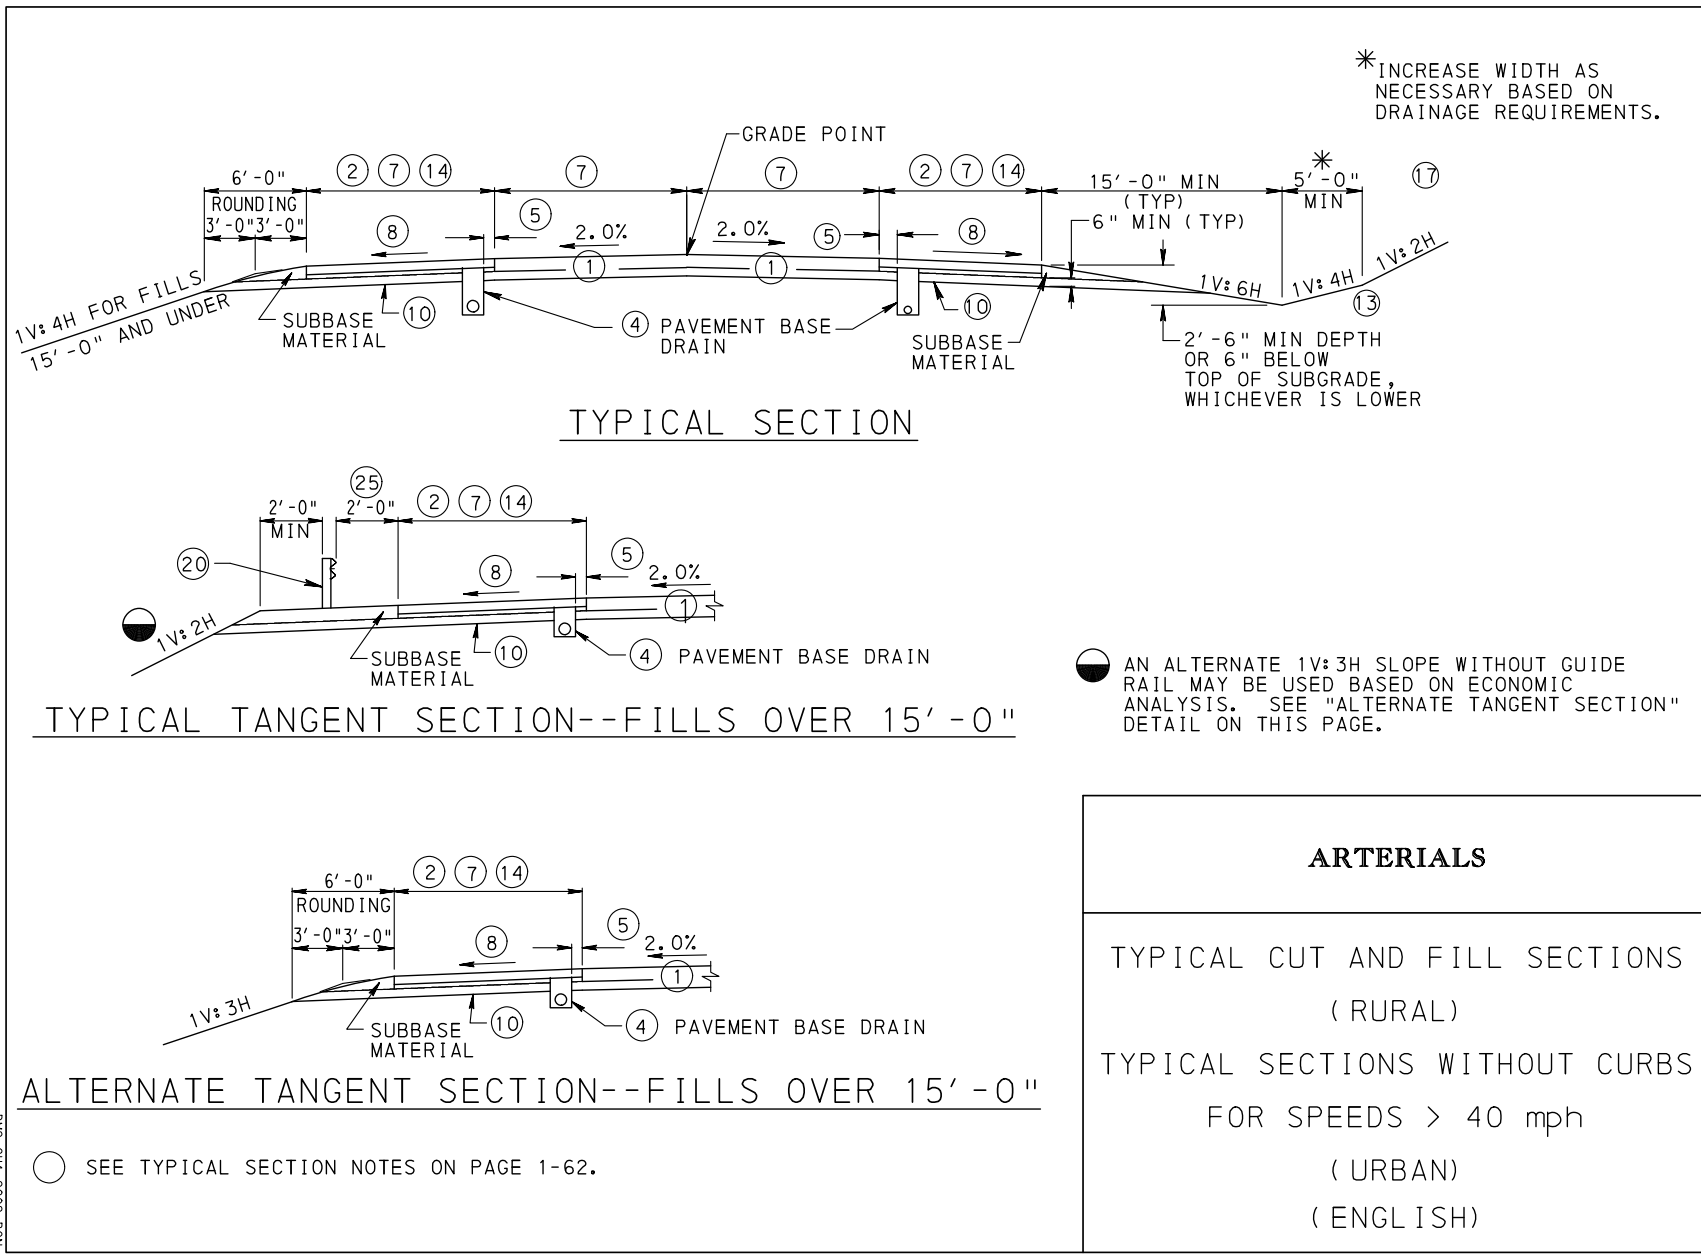 *INCREASE WIDTH AS
NECESSARY BASED ON
DRAINAGE REQUIREMENTS.
GRADE POINT
6'-0"
ROUNDING
3'-0" 3'-0"
2 7 14
7
7
2 7 14
15'-0" MIN
(TYP)
*
5'-0"
MIN
17
6" MIN (TYP)
8
5
2.0%
2.0%
5
8
1
1
1V:4H FOR FILLS
15'-0" AND UNDER
SUBBASE
MATERIAL
10
4 PAVEMENT BASE
DRAIN
10
SUBBASE
MATERIAL
1V:6H
1V:4H
1V:2H
13
2'-6" MIN DEPTH
OR 6" BELOW
TOP OF SUBGRADE,
WHICHEVER IS LOWER
TYPICAL SECTION
25
2'-0"
MIN
2'-0"
2 7 14
20
8
5
2.0%
1
1V:2H
SUBBASE
MATERIAL
10
4 PAVEMENT BASE DRAIN
TYPICAL TANGENT SECTION--FILLS OVER 15'-0"
AN ALTERNATE 1V:3H SLOPE WITHOUT GUIDE
RAIL MAY BE USED BASED ON ECONOMIC
ANALYSIS. SEE "ALTERNATE TANGENT SECTION"
DETAIL ON THIS PAGE.
6'-0"
ROUNDING
3'-0" 3'-0"
2 7 14
8
5
2.0%
1
1V:3H
SUBBASE
MATERIAL
10
4 PAVEMENT BASE DRAIN
ALTERNATE TANGENT SECTION--FILLS OVER 15'-0"
SEE TYPICAL SECTION NOTES ON PAGE 1-62.
ARTERIALS
TYPICAL CUT AND FILL SECTIONS
(RURAL)
TYPICAL SECTIONS WITHOUT CURBS
FOR SPEEDS > 40 mph
(URBAN)
(ENGLISH)